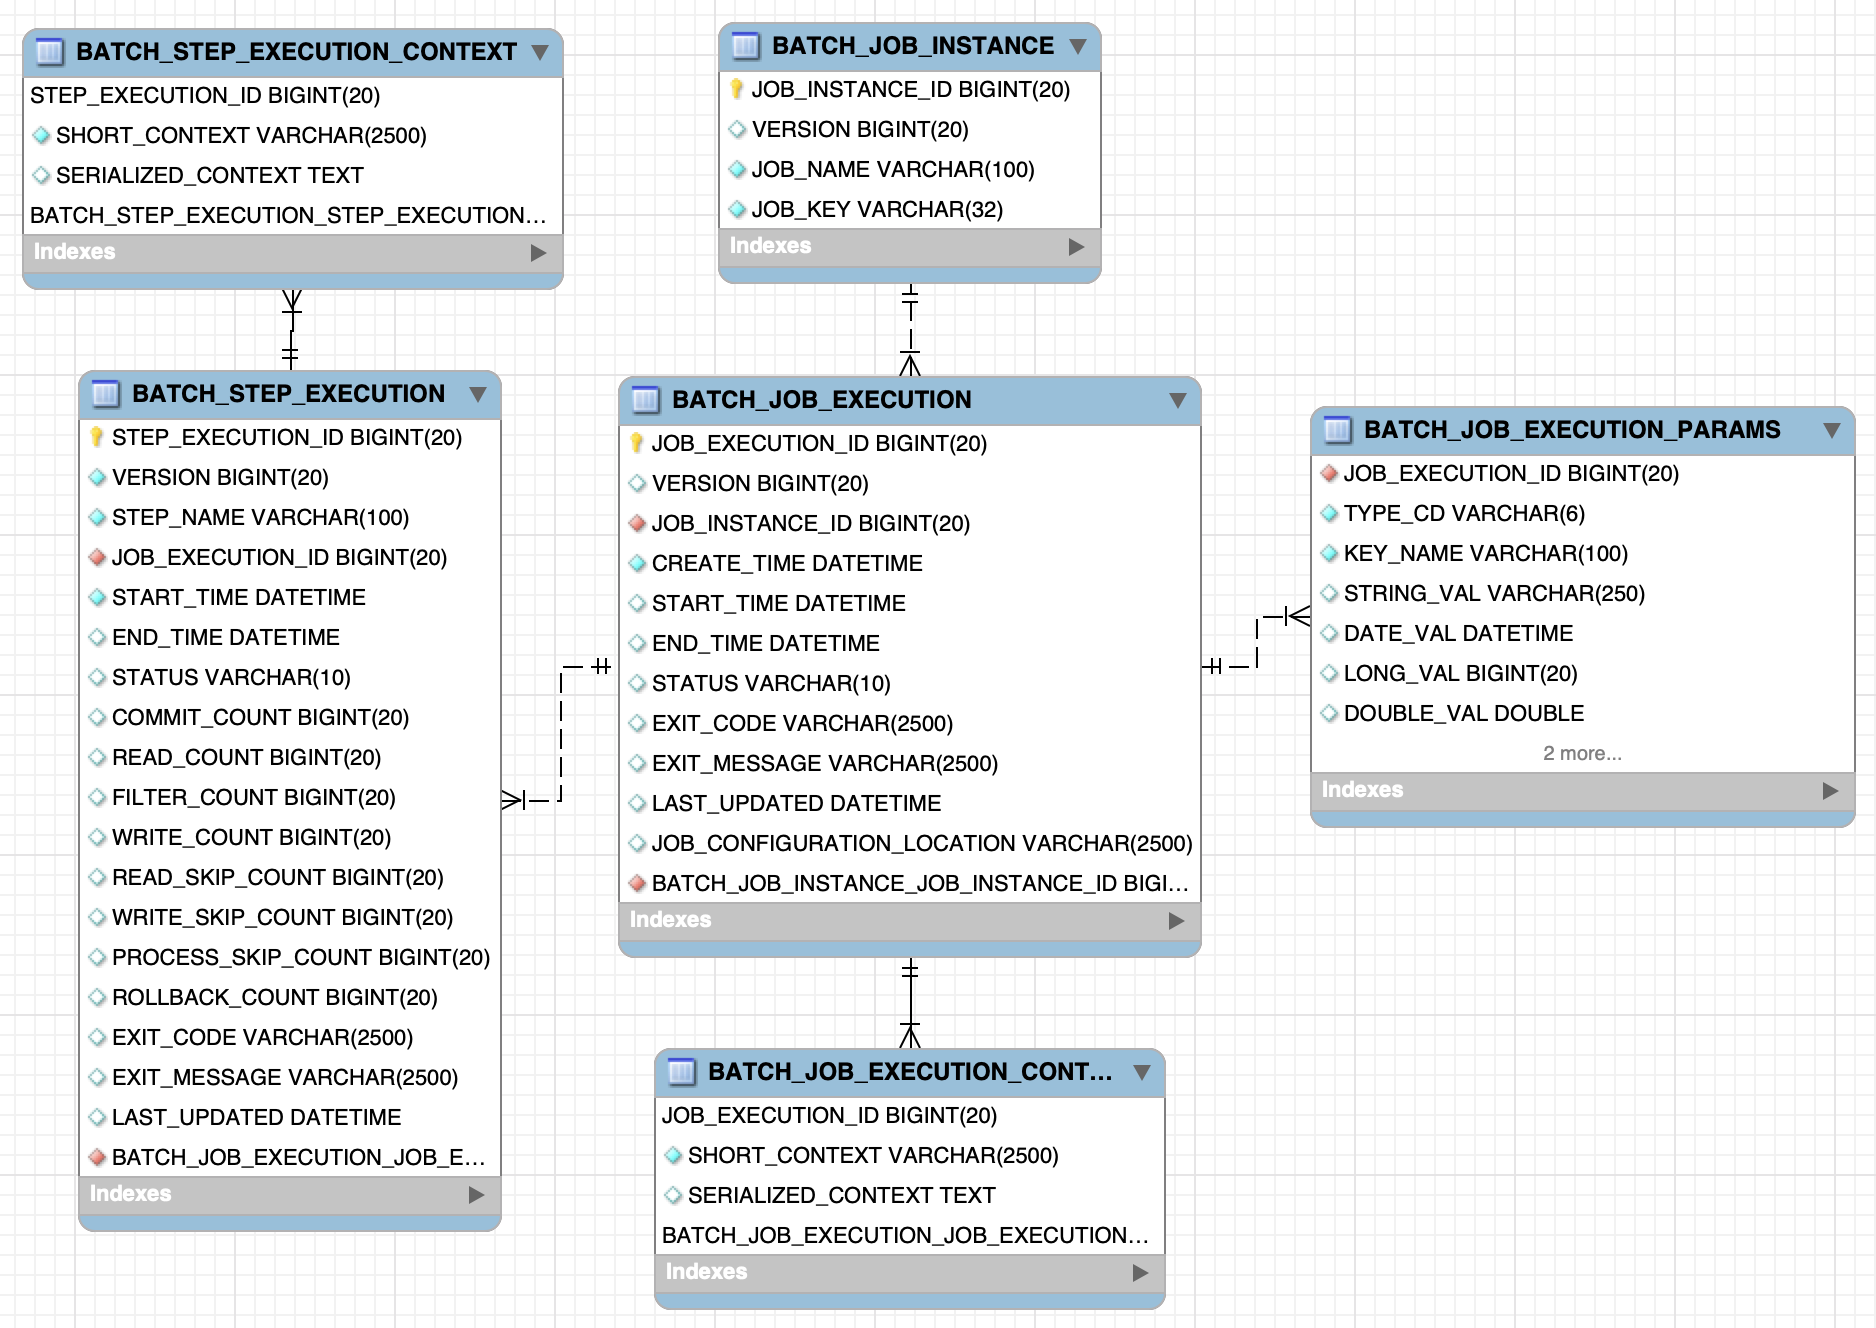 BATCH_STEP_EXECUTION_CONTEXT
STEP_EXECUTION_ID BIGINT(20)
SHORT_CONTEXT VARCHAR(2500)
SERIALIZED_CONTEXT TEXT
BATCH_STEP_EXECUTION_STEP_EXECUTION...
Indexes
BATCH_JOB_INSTANCE
JOB_INSTANCE_ID BIGINT(20)
VERSION BIGINT(20)
JOB_NAME VARCHAR(100)
JOB_KEY VARCHAR(32)
Indexes
BATCH_STEP_EXECUTION
STEP_EXECUTION_ID BIGINT(20)
VERSION BIGINT(20)
STEP_NAME VARCHAR(100)
JOB_EXECUTION_ID BIGINT(20)
START_TIME DATETIME
END_TIME DATETIME
STATUS VARCHAR(10)
COMMIT_COUNT BIGINT(20)
READ_COUNT BIGINT(20)
FILTER_COUNT BIGINT(20)
WRITE_COUNT BIGINT(20)
READ_SKIP_COUNT BIGINT(20)
WRITE_SKIP_COUNT BIGINT(20)
PROCESS_SKIP_COUNT BIGINT(20)
ROLLBACK_COUNT BIGINT(20)
EXIT_CODE VARCHAR(2500)
EXIT_MESSAGE VARCHAR(2500)
LAST_UPDATED DATETIME
BATCH_JOB_EXECUTION_JOB_E...
Indexes
BATCH_JOB_EXECUTION
JOB_EXECUTION_ID BIGINT(20)
VERSION BIGINT(20)
JOB_INSTANCE_ID BIGINT(20)
CREATE_TIME DATETIME
START_TIME DATETIME
END_TIME DATETIME
STATUS VARCHAR(10)
EXIT_CODE VARCHAR(2500)
EXIT_MESSAGE VARCHAR(2500)
LAST_UPDATED DATETIME
JOB_CONFIGURATION_LOCATION VARCHAR(2500)
BATCH_JOB_INSTANCE_JOB_INSTANCE_ID BIGI...
Indexes
BATCH_JOB_EXECUTION_PARAMS
JOB_EXECUTION_ID BIGINT(20)
TYPE_CD VARCHAR(6)
KEY_NAME VARCHAR(100)
STRING_VAL VARCHAR(250)
DATE_VAL DATETIME
LONG_VAL BIGINT(20)
DOUBLE_VAL DOUBLE
2 more...
Indexes
BATCH_JOB_EXECUTION_CONT...
JOB_EXECUTION_ID BIGINT(20)
SHORT_CONTEXT VARCHAR(2500)
SERIALIZED_CONTEXT TEXT
BATCH_JOB_EXECUTION_JOB_EXECUTION...
Indexes